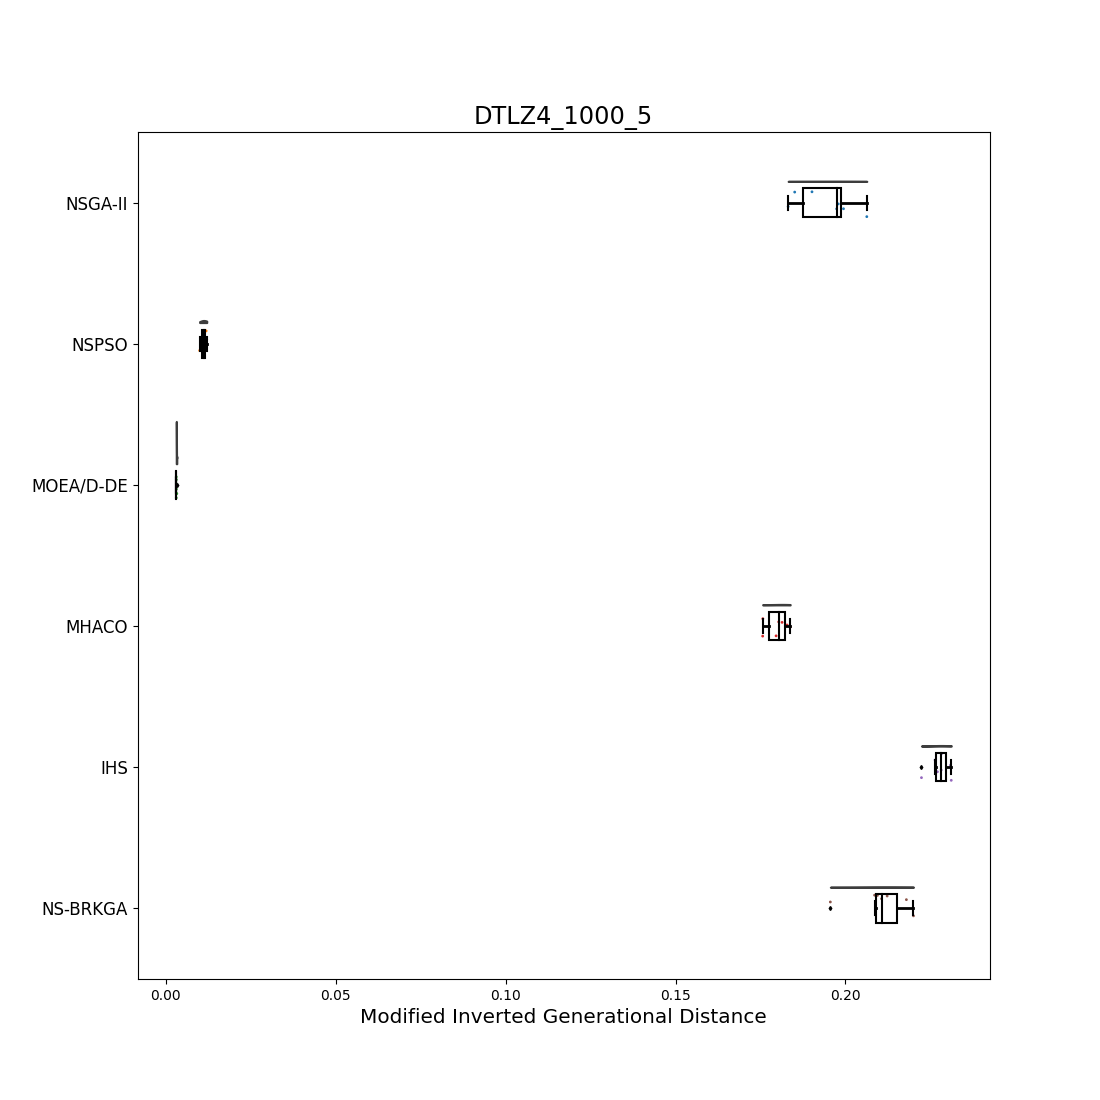 DTLZ4_1000_5
NSGA-II
NSPSO
MOEA/D-DE
MHACO
IHS
NS-BRKGA
0.00 0.05 0.10 0.15 0.20
Modified Inverted Generational Distance